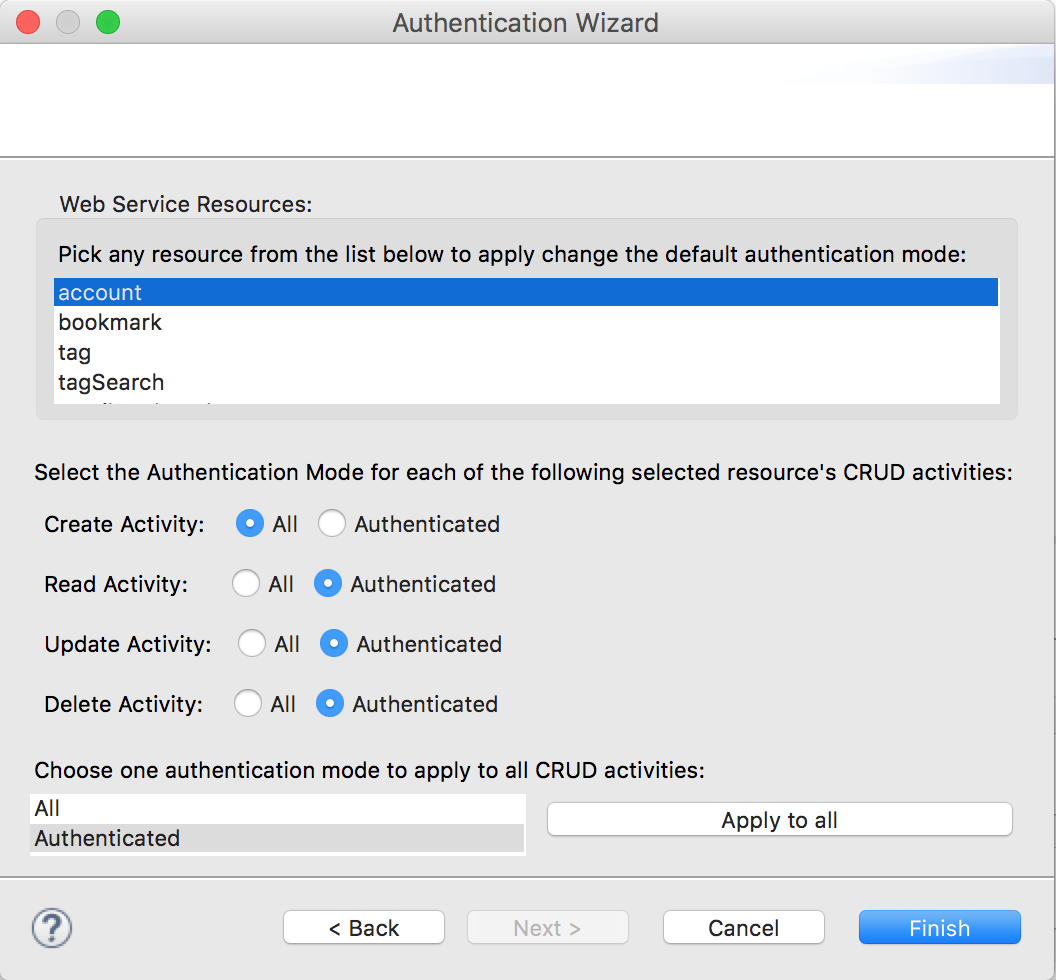 Authentication Wizard
Web Service Resources:
Pick any resource from the list below to apply change the default authentication mode:
account
bookmark
tag
tagSearch
Select the Authentication Mode for each of the following selected resource's CRUD activities:
Create Activity: All Authenticated
Read Activity: All Authenticated
Update Activity: All Authenticated
Delete Activity: All Authenticated
Choose one authentication mode to apply to all CRUD activities:
All
Authenticated
Apply to all
? < Back Next > Cancel Finish